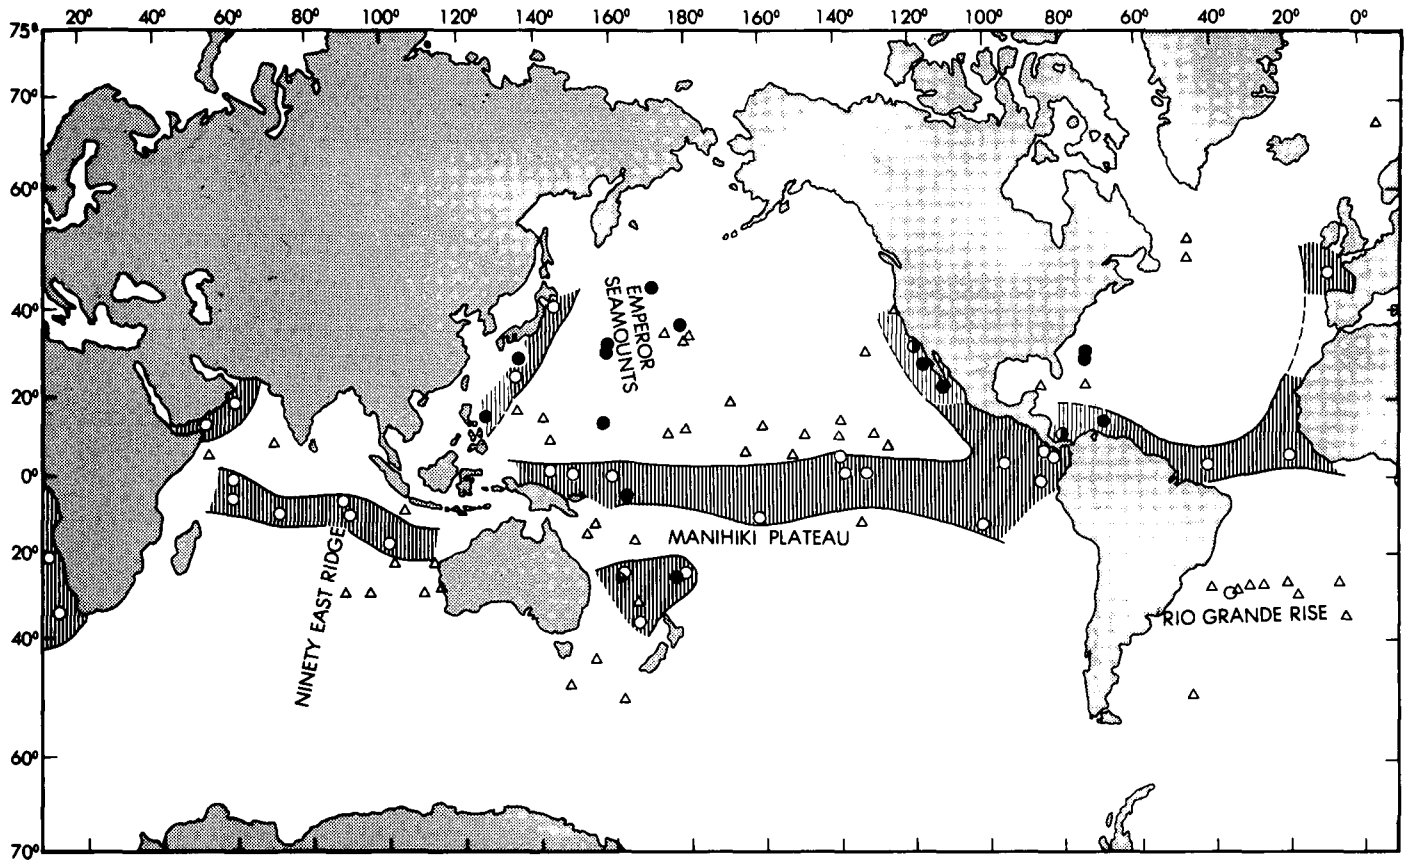 20° 40° 60° 80° 100° 120° 140° 160° 180° 160° 140° 120° 100° 80° 60° 40° 20° 0°
75°
70°
60°
40°
20°
0°
20°
40°
60°
70°
EMPEROR
SEAMOUNTS
MANIHIKI PLATEAU
NINETY EAST RIDGE
RIO GRANDE RISE